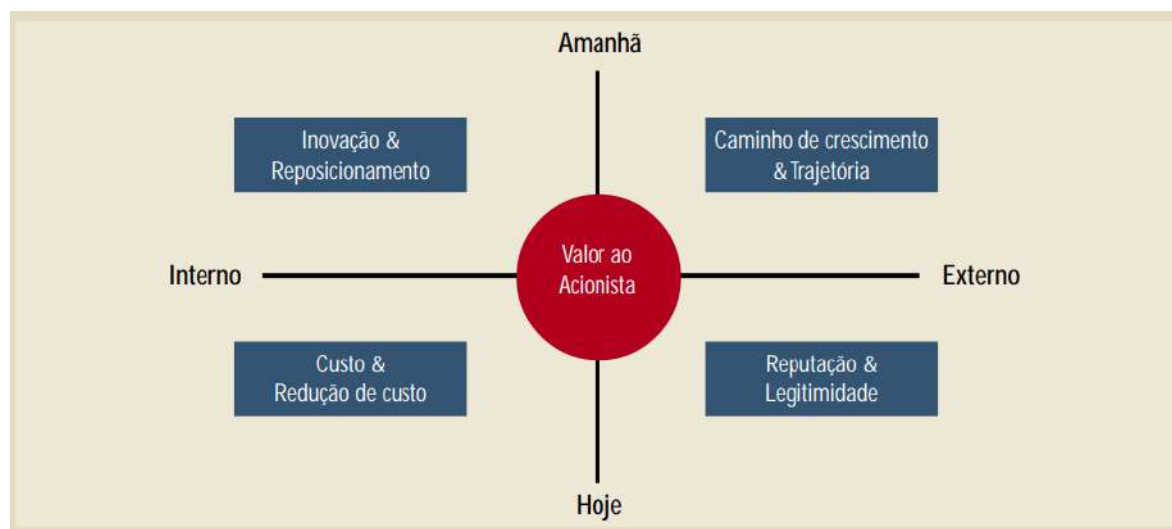 Amanhã
Inovação &
Reposicionamento
Caminho de crescimento
& Trajetória
Interno
Valor ao
Acionista
Externo
Custo &
Redução de custo
Reputação &
Legitimidade
Hoje